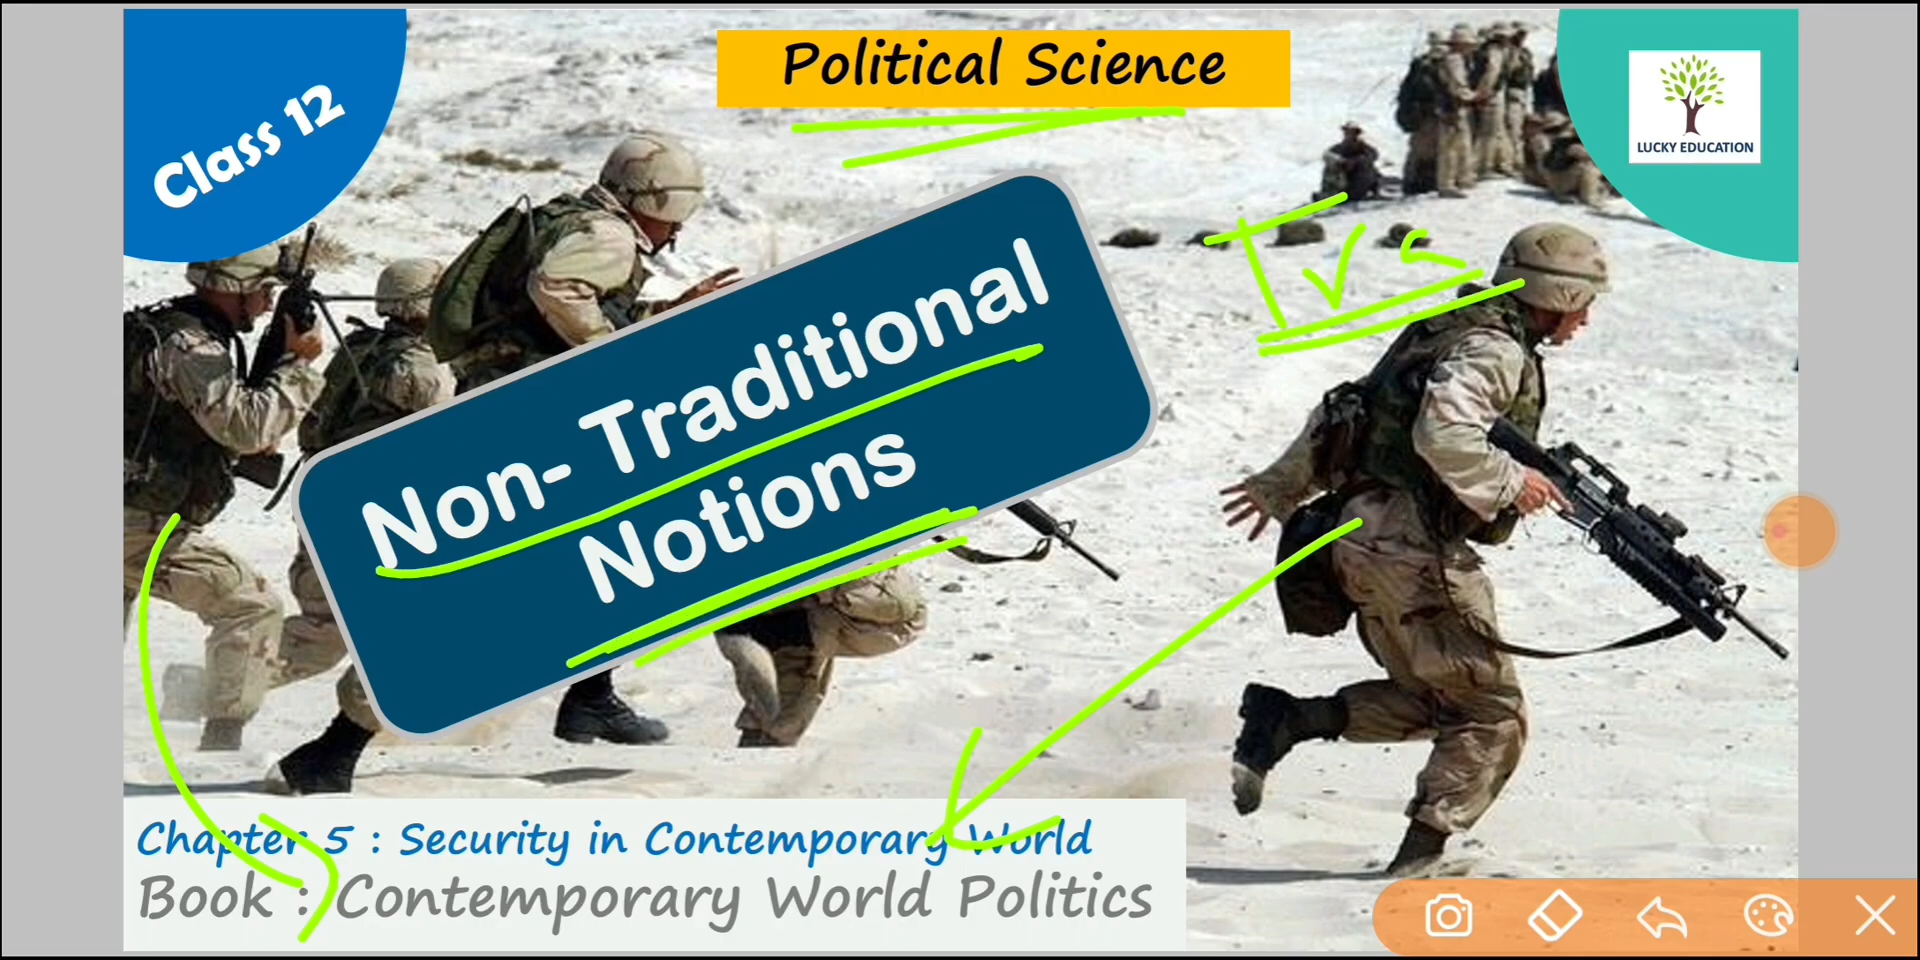 Political Science
Class 12
LUCKY EDUCATION
Non- Traditional
Notions
Chapter 5 : Security in Contemporary World
Book : Contemporary World Politics